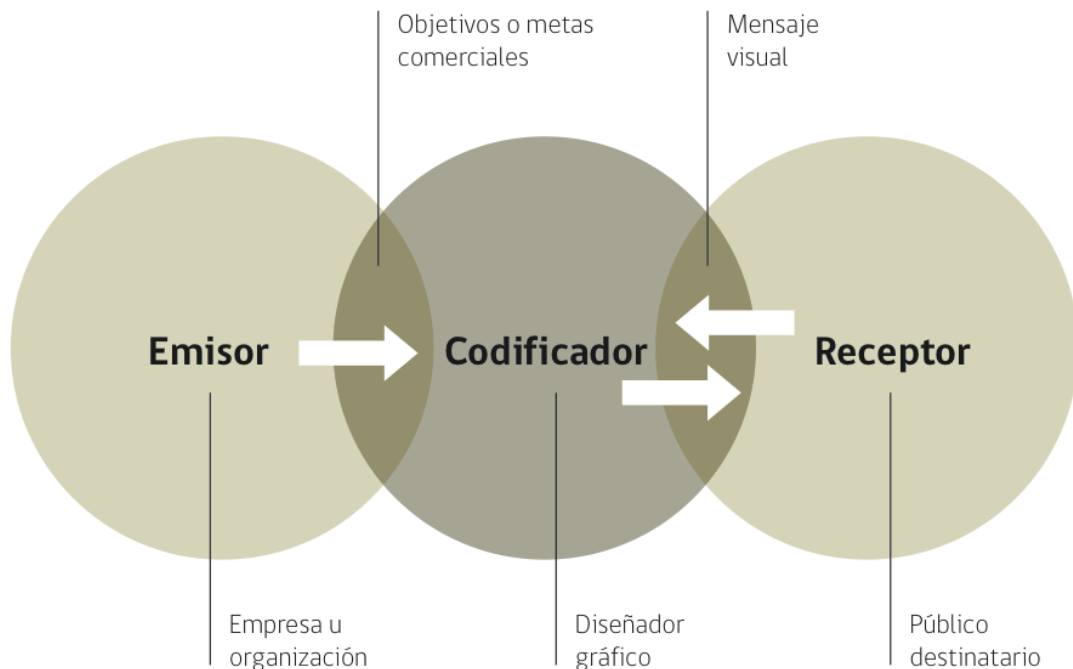 Objetivos o metas
comerciales
Mensaje
visual
Emisor
Codificador
Receptor
Empresa u
organización
Diseñador
gráfico
Público
destinatario